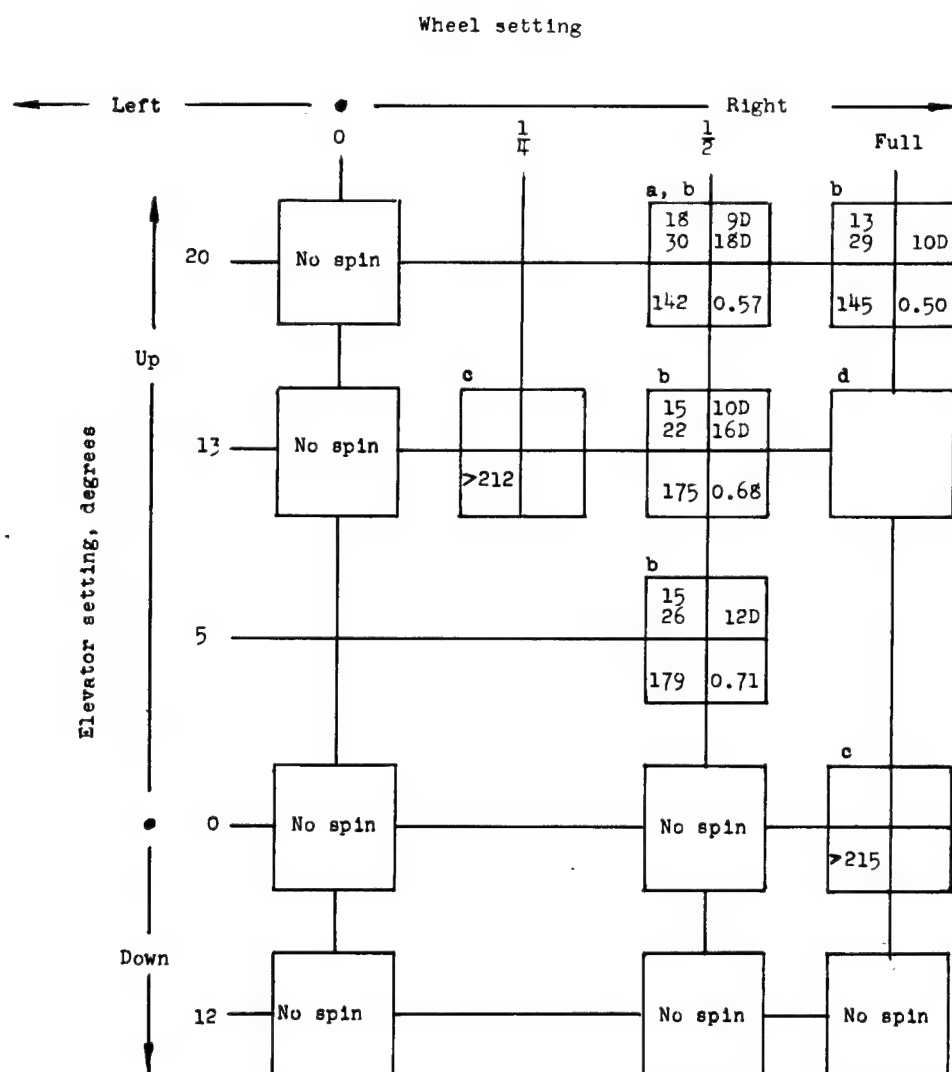 Wheel setting
Left Right
0 1/4 1/2 Full
a, b b
18 9D 13
20 No spin 30 18D 29 10D
142 0.57 145 0.50
Up
c b d
15 10D
13 No spin 22 16D
>212 175 0.68
Elevator setting, degrees
b
15
5 26 12D
179 0.71
c
0 No spin No spin
>215
Down
12 No spin No spin No spin